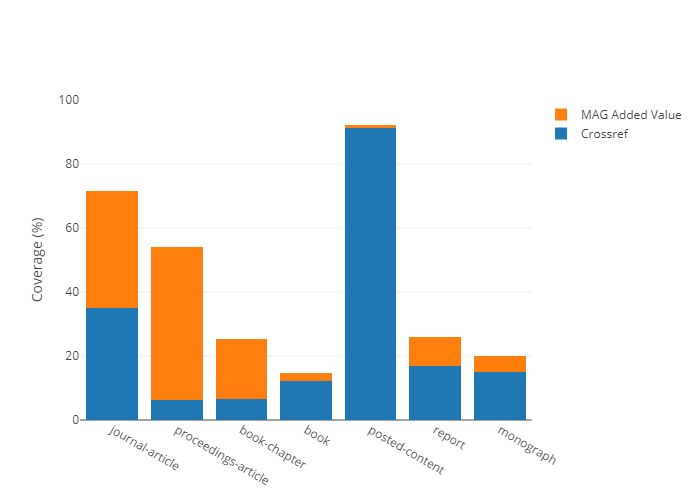 100
80
60
40
20
0
Coverage (%)
journal-article
proceedings-article
book-chapter
book
posted-content
report
monograph
MAG Added Value
Crossref